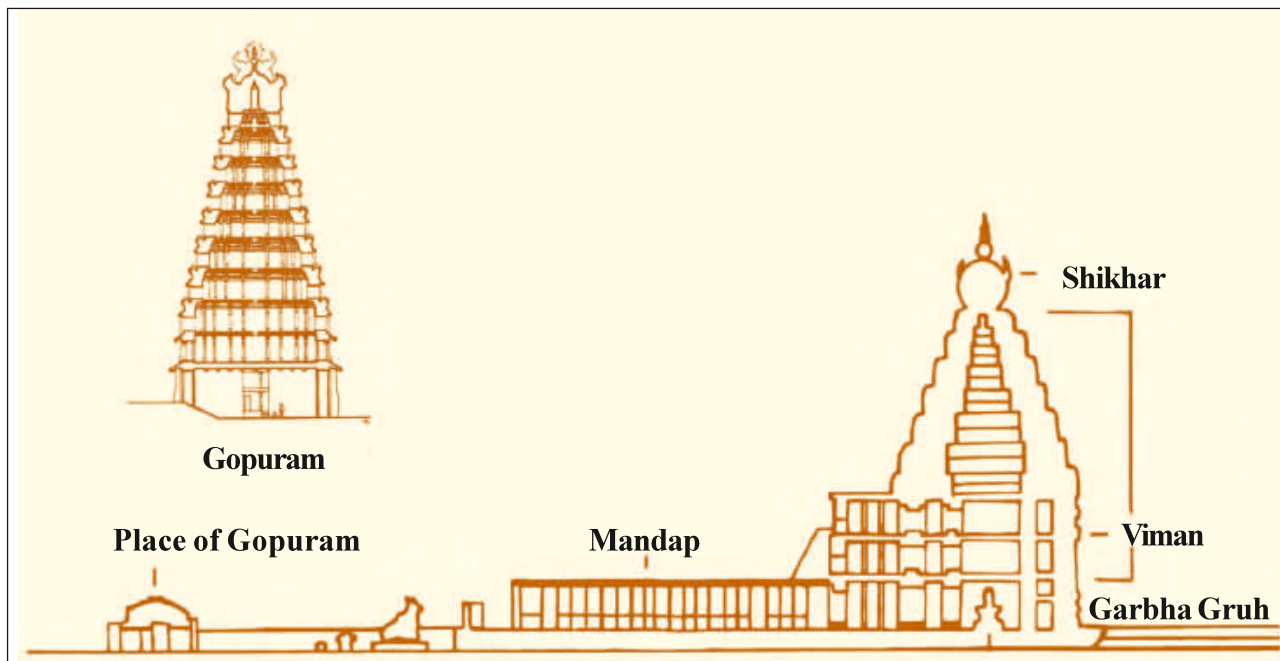 Shikhar
Gopuram
Place of Gopuram
Mandap
Viman
Garbha Gruh